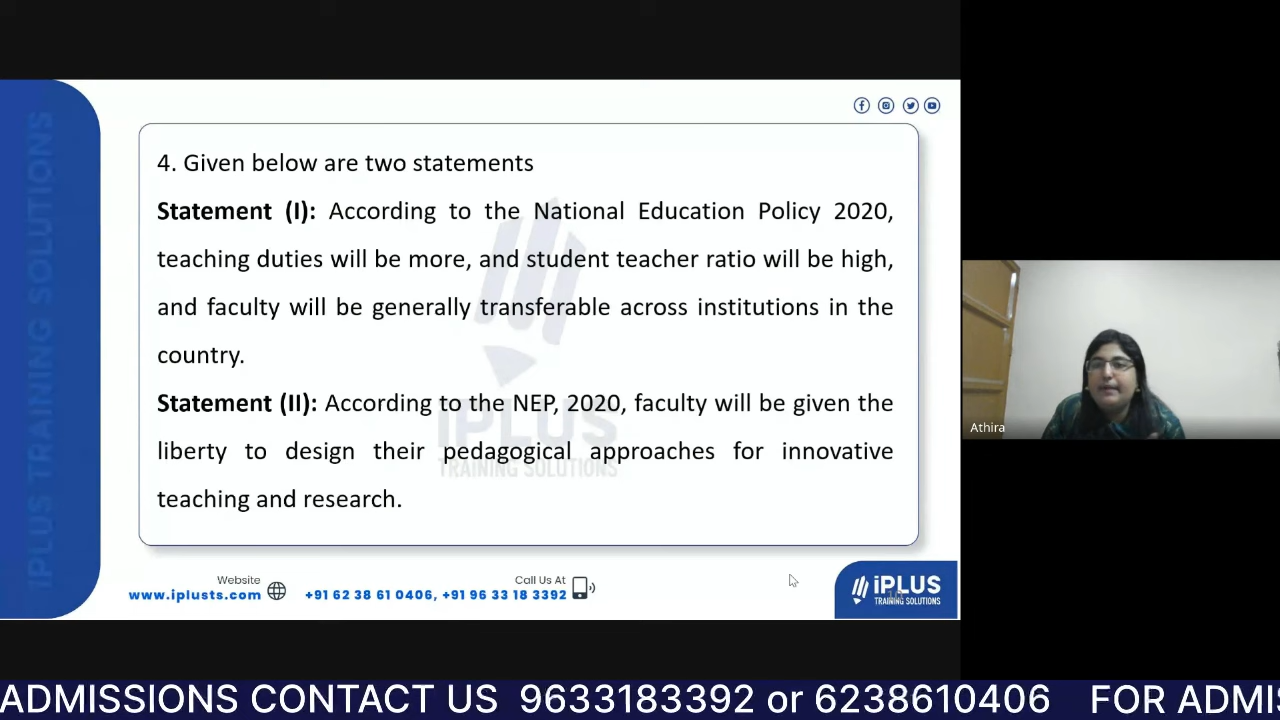 4. Given below are two statements
Statement (I): According to the National Education Policy 2020,
teaching duties will be more, and student teacher ratio will be high,
and faculty will be generally transferable across institutions in the
country.
Statement (II): According to the NEP, 2020, faculty will be given the
liberty to design their pedagogical approaches for innovative
teaching and research.
IPLUS TRAINING SOLUTIONS
iPLUS
TRAINING SOLUTIONS
Website
www.iplusts.com
Call Us At
+91 62 38 61 0406, +91 96 33 18 3392
iPLUS
TRAINING SOLUTIONS
Athira
ADMISSIONS CONTACT US 9633183392 or 6238610406 FOR ADMIS